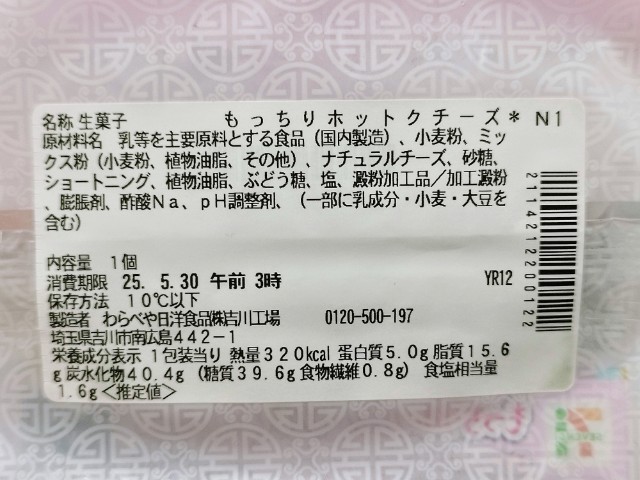 名称 生菓子 もっちりホットクチーズ* N1
原材料名 乳等を主要原料とする食品(国内製造)、小麦粉、ミッ
クス粉(小麦粉、植物油脂、その他)、ナチュラルチーズ、砂糖、
ショートニング、植物油脂、ぶどう糖、塩、澱粉加工品/加工澱粉
、膨脹剤、酢酸Na、pH調整剤、(一部に乳成分・小麦・大豆を
含む)
内容量 1個
消費期限 25. 5.30 午前 3時 YR12
保存方法 10℃以下
製造者 わらべや日洋食品㈱吉川工場 0120-500-197
埼玉県吉川市南広島442-1
栄養成分表示 1包装当り 熱量320kcal 蛋白質5.0g 脂質15.6
g 炭水化物40.4g (糖質39.6g 食物繊維0.8g) 食塩相当量
1.6g<推定値>
2111421220012​2